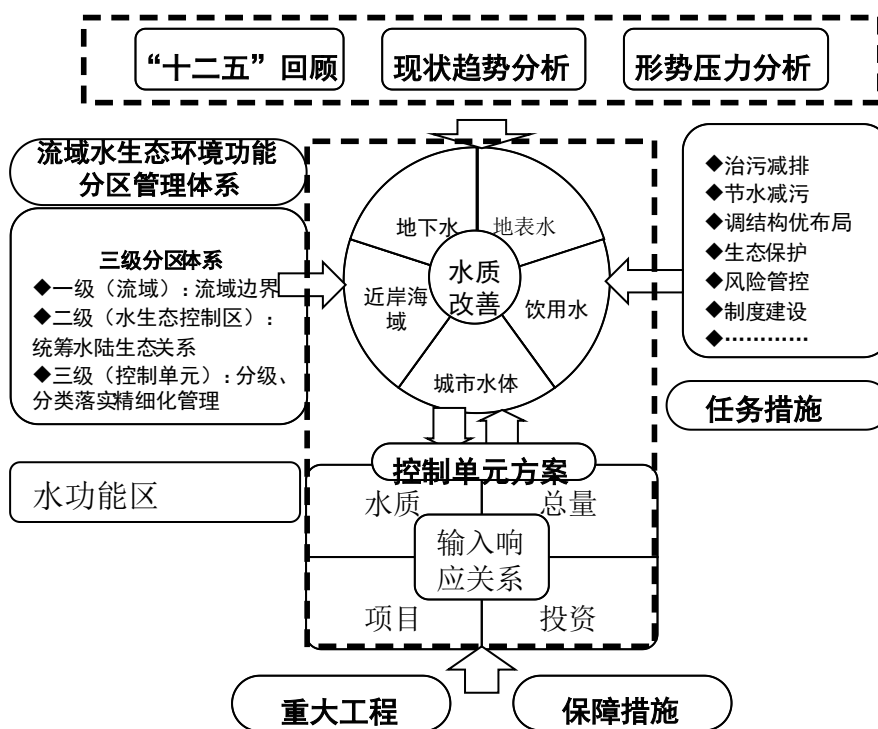 “十二五”回顾
现状趋势分析
形势压力分析
流域水生态环境功能
分区管理体系
三级分区体系
◆一级（流域）：流域边界
◆二级（水生态控制区）：
统筹水陆生态关系
◆三级（控制单元）：分级、
分类落实精细化管理
水功能区
地下水
地表水
近岸海
域
水质
改善
饮用水
城市水体
◆治污减排
◆节水减污
◆调结构优布局
◆生态保护
◆风险管控
◆制度建设
◆…………
任务措施
控制单元方案
水质
总量
输入响
应关系
项目
投资
重大工程
保障措施